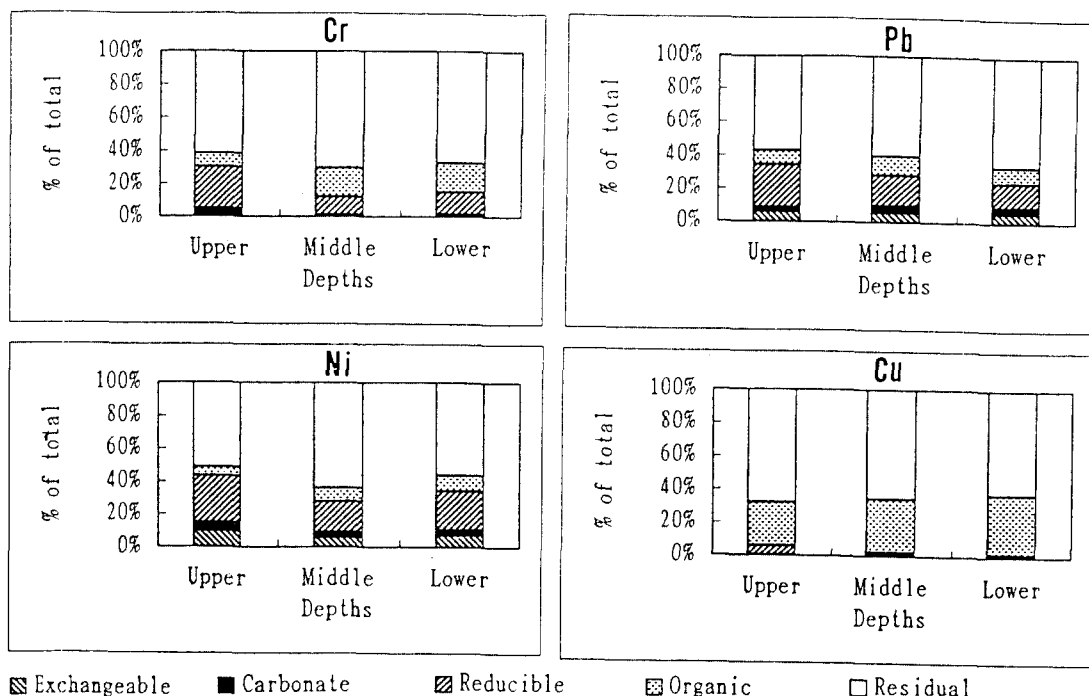 Cr
% of total
100%
80%
60%
40%
20%
0%
Upper Middle Lower
Depths
Pb
% of total
100%
80%
60%
40%
20%
0%
Upper Middle Lower
Depths
Ni
% of total
100%
80%
60%
40%
20%
0%
Upper Middle Lower
Depths
Cu
% of total
100%
80%
60%
40%
20%
0%
Upper Middle Lower
Depths
Exchangeable Carbonate Reducible Organic Residual